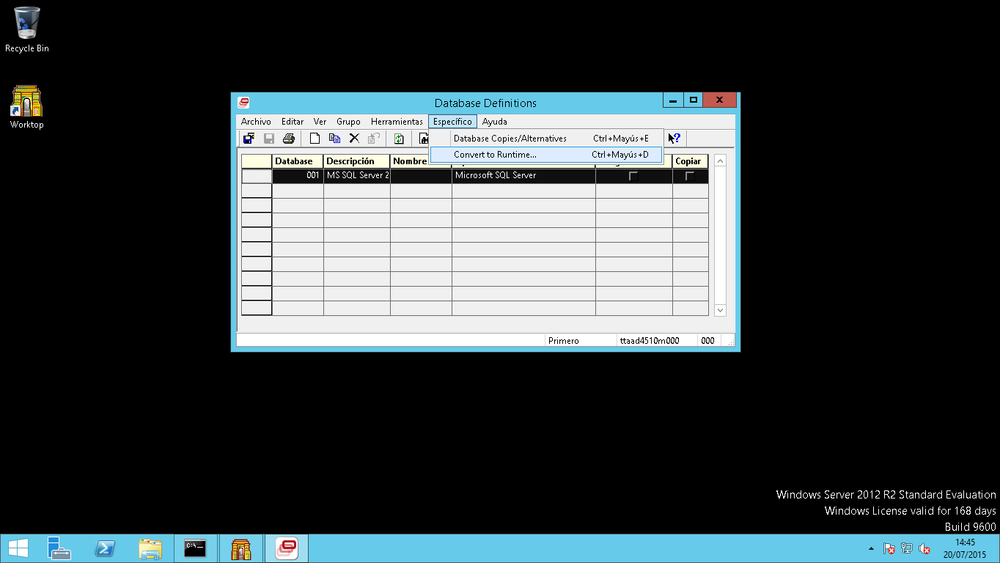 Recycle Bin
Worktop
Database Definitions
Archivo Editar Ver Grupo Herramientas Específico Ayuda
Database Copies/Alternatives Ctrl+Mayús+E
Convert to Runtime... Ctrl+Mayús+D
Database Descripción Nombre Copiar
001 MS SQL Server 2 Microsoft SQL Server
Primero ttaad4510m000 000
Windows Server 2012 R2 Standard Evaluation
Windows License valid for 168 days
Build 9600
C:\_
14:45
20/07/2015